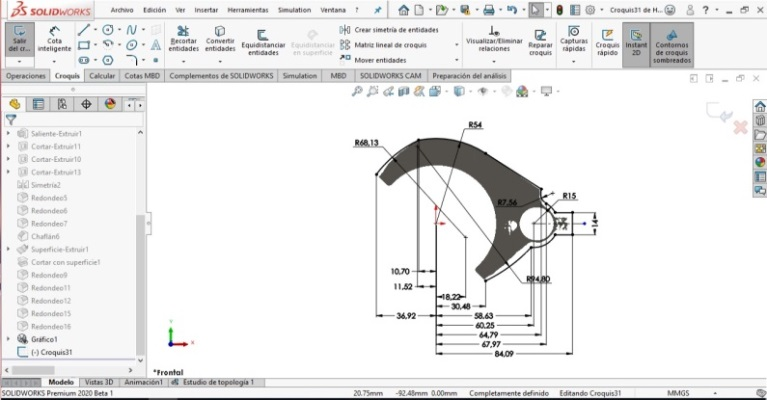 SOLIDWORKS
Archivo Edición Ver Insertar Herramientas Simulation Ventana ?
Croquis31 de H...
Salir del cr...
Cota inteligente
Recortar entidades
Convertir entidades
Equidistanciar entidades
Equidistanciar en superficie
Crear simetría de entidades
Matriz lineal de croquis
Mover entidades
Visualizar/Eliminar relaciones
Reparar croquis
Capturas rápidas
Croquis rápido
Instant 2D
Contornos de croquis sombreados
Operaciones Croquis Calcular Cotas MBD Complementos de SOLIDWORKS Simulation MBD SOLIDWORKS CAM Preparación del análisis
Saliente-Extruir1
Cortar-Extruir11
Cortar-Extruir10
Cortar-Extruir13
Simetría2
Redondeo5
Redondeo6
Redondeo7
Chaflán6
Superficie-Extruir1
Cortar con superficie1
Redondeo9
Redondeo11
Redondeo12
Redondeo15
Redondeo16
Gráfico1
(-) Croquis31
R54
R68,13
R15
R7,56
14
R94,80
10,70
11,52
18,22
30,48
36,92
58,63
60,25
64,79
67,97
84,09
*Frontal
Modelo Vistas 3D Animación1 Estudio de topología 1
SOLIDWORKS Premium 2020 Beta 1
20.75mm -92.48mm 0.00mm Completamente definido Editando Croquis31 MMGS